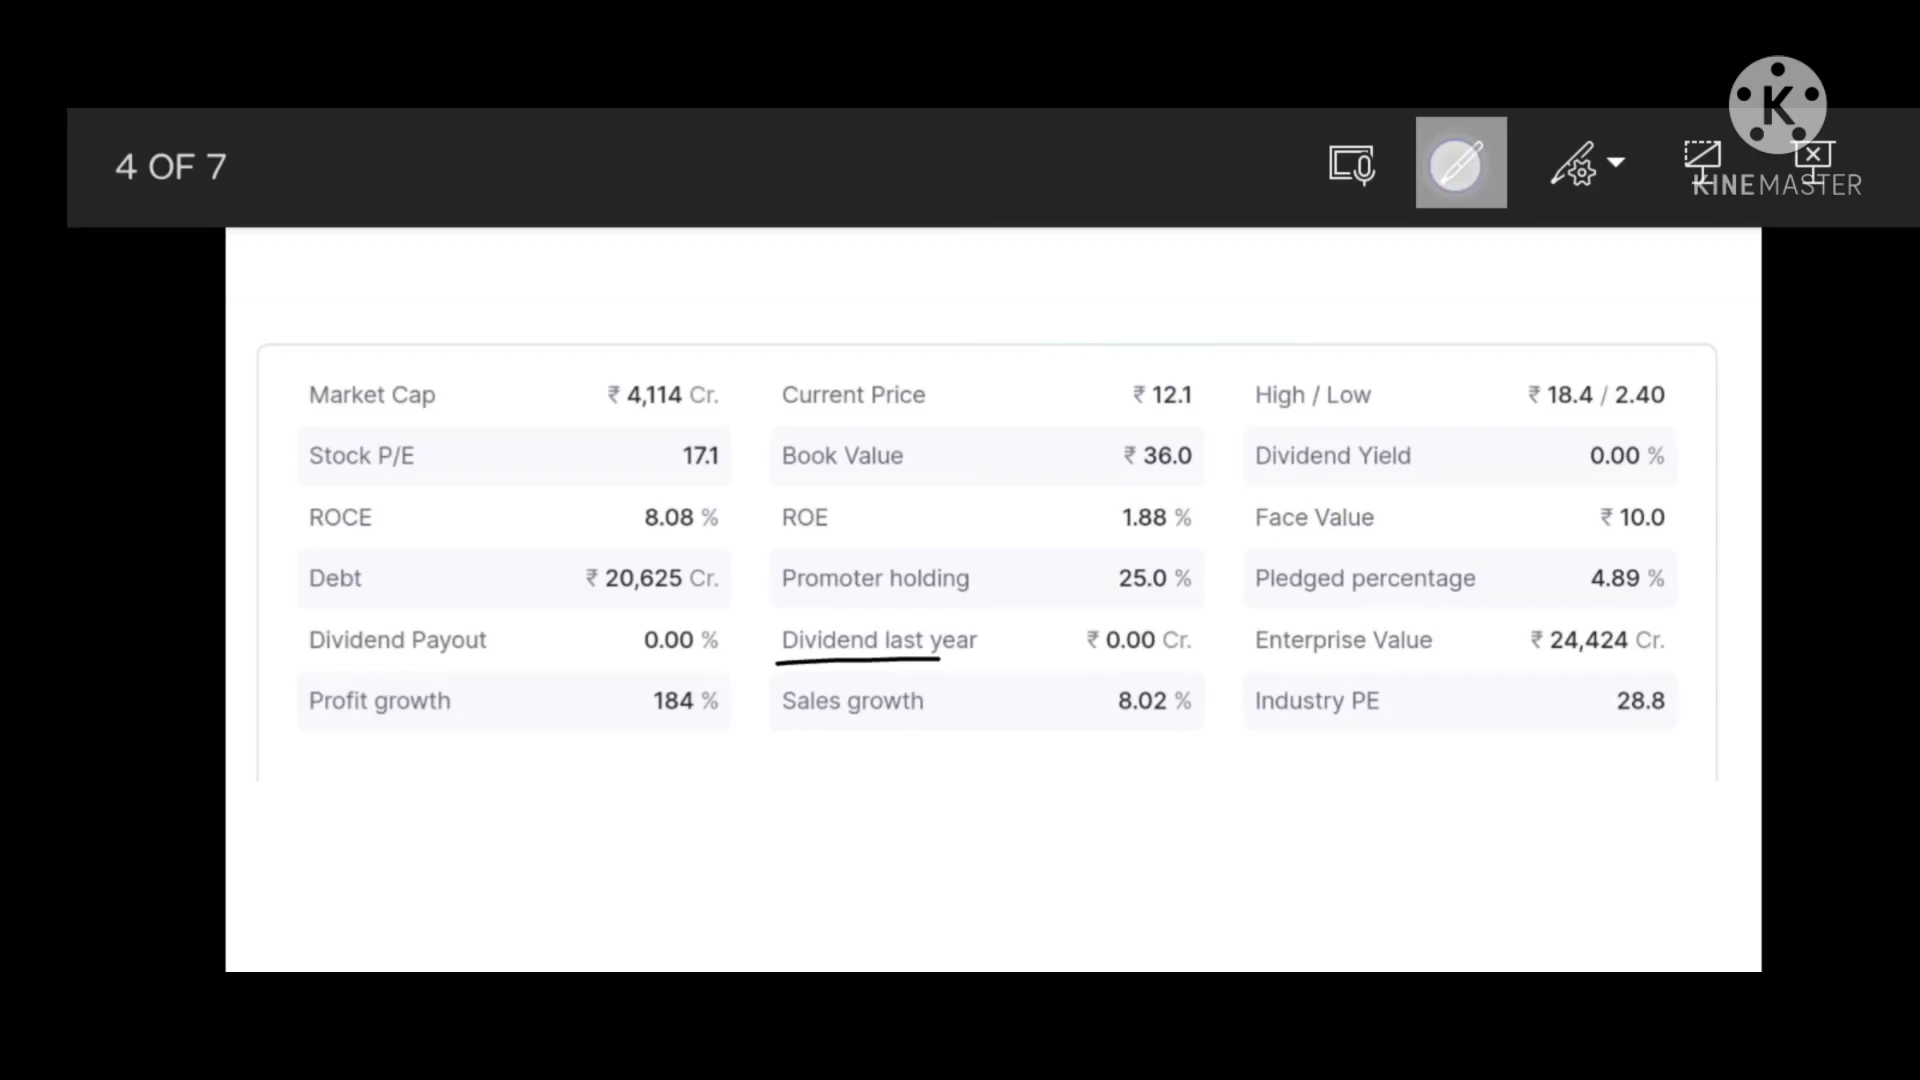 K
4 OF 7
KINEMASTER
Market Cap ₹ 4,114 Cr. Current Price ₹ 12.1 High / Low ₹ 18.4 / 2.40
Stock P/E 17.1 Book Value ₹ 36.0 Dividend Yield 0.00 %
ROCE 8.08 % ROE 1.88 % Face Value ₹ 10.0
Debt ₹ 20,625 Cr. Promoter holding 25.0 % Pledged percentage 4.89 %
Dividend Payout 0.00 % Dividend last year ₹ 0.00 Cr. Enterprise Value ₹ 24,424 Cr.
Profit growth 184 % Sales growth 8.02 % Industry PE 28.8